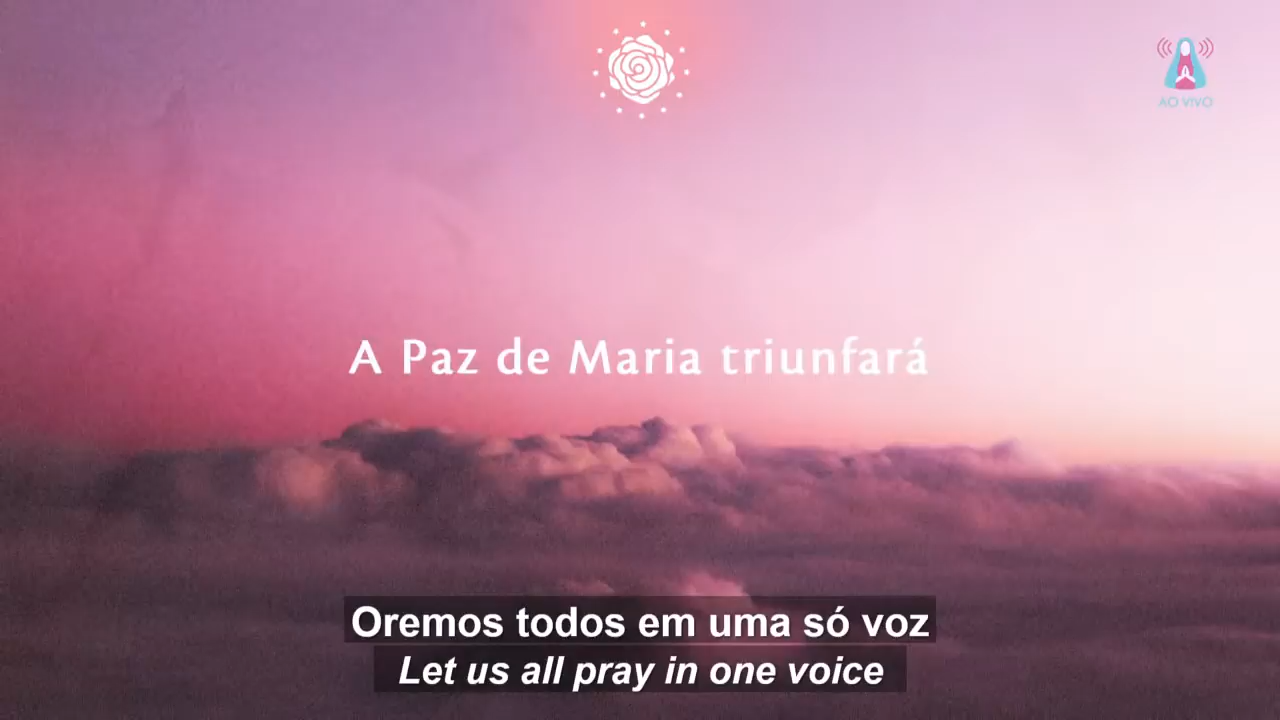 AO VIVO
A Paz de Maria triunfará
Oremos todos em uma só voz
Let us all pray in one voice